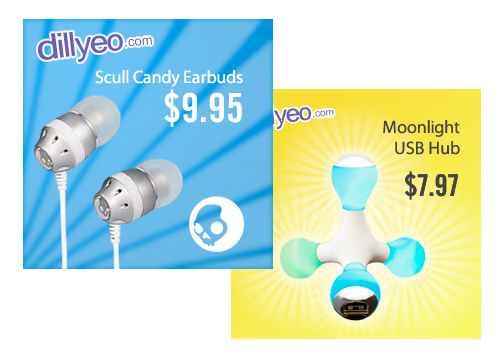 dillyeo.com
Scull Candy Earbuds
$9.95
yeo.com
Moonlight
USB Hub
$7.97